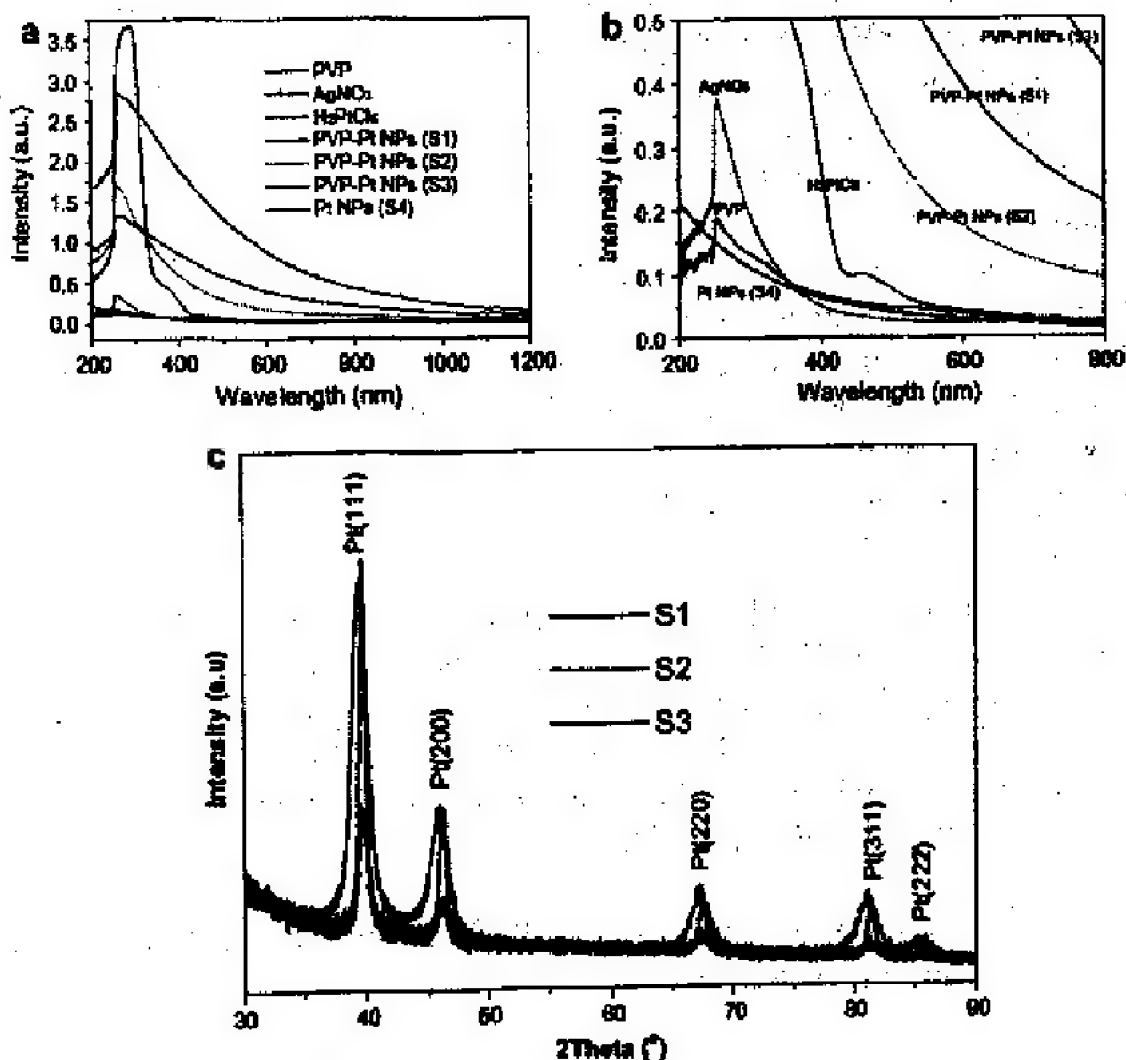 a
3.5
3.0
2.5
2.0
1.5
1.0
0.5
0.0
Intensity (a.u.)
PVP
AgNO₃
H₂PtCl₆
PVP-Pt NPs (S1)
PVP-Pt NPs (S2)
PVP-Pt NPs (S3)
Pt NPs (S4)
200 400 600 800 1000 1200
Wavelength (nm)
b
0.5
0.4
0.3
0.2
0.1
0.0
Intensity (a.u.)
PVP-Pt NPs (S3)
AgNO₃
PVP-Pt NPs (S1)
H₂PtCl₆
PVP
PVP-Pt NPs (S2)
Pt NPs (S4)
200 400 600 800
Wavelength (nm)
c
Intensity (a.u)
Pt(111)
Pt(200)
Pt(220)
Pt(311)
Pt(222)
S1
S2
S3
30 40 50 60 70 80 90
2Theta (°)